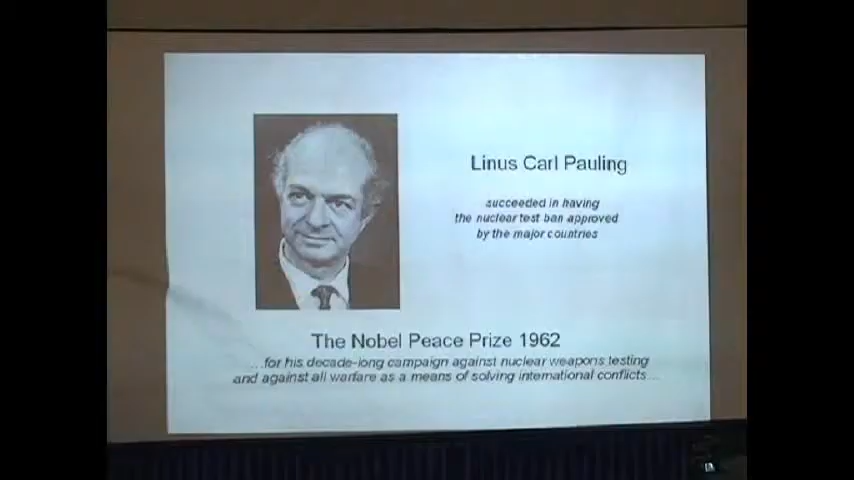 Linus Carl Pauling
succeeded in having
the nuclear test ban approved
by the major countries
The Nobel Peace Prize 1962
...for his decade-long campaign against nuclear weapons testing
and against all warfare as a means of solving international conflicts...